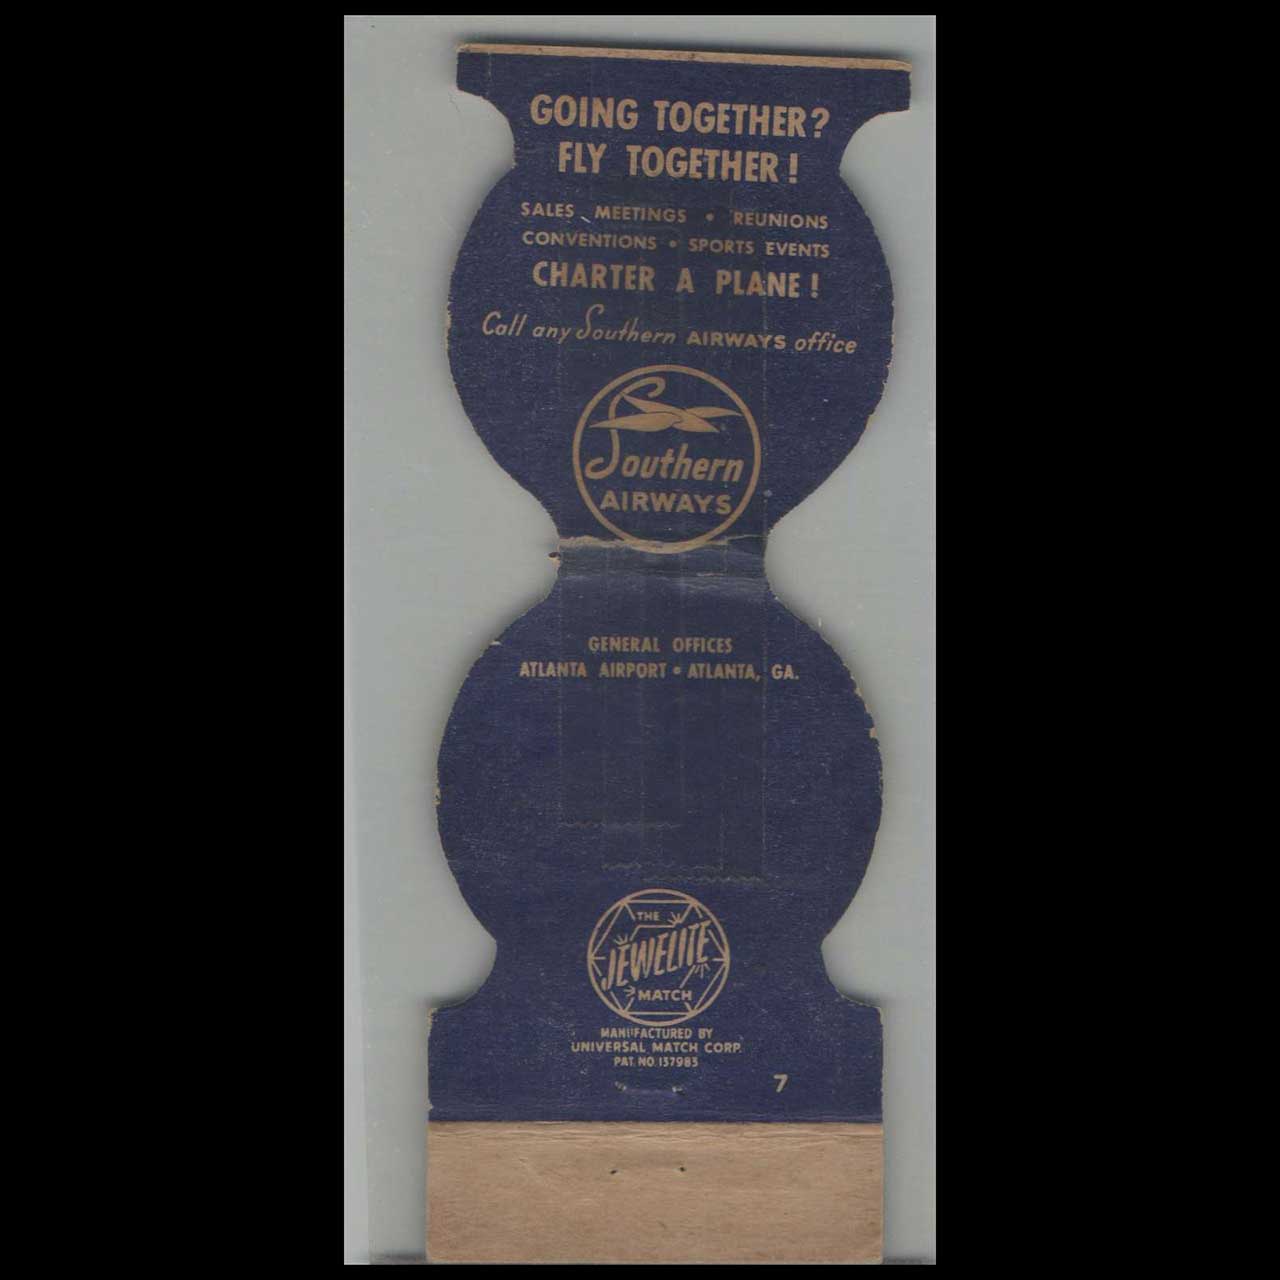 GOING TOGETHER?
FLY TOGETHER!
SALES MEETINGS • REUNIONS
CONVENTIONS • SPORTS EVENTS
CHARTER A PLANE!
Call any Southern AIRWAYS office
Southern
AIRWAYS
GENERAL OFFICES
ATLANTA AIRPORT • ATLANTA, GA.
THE
JEWELITE
MATCH
MANUFACTURED BY
UNIVERSAL MATCH CORP.
PAT. NO. 137983
7